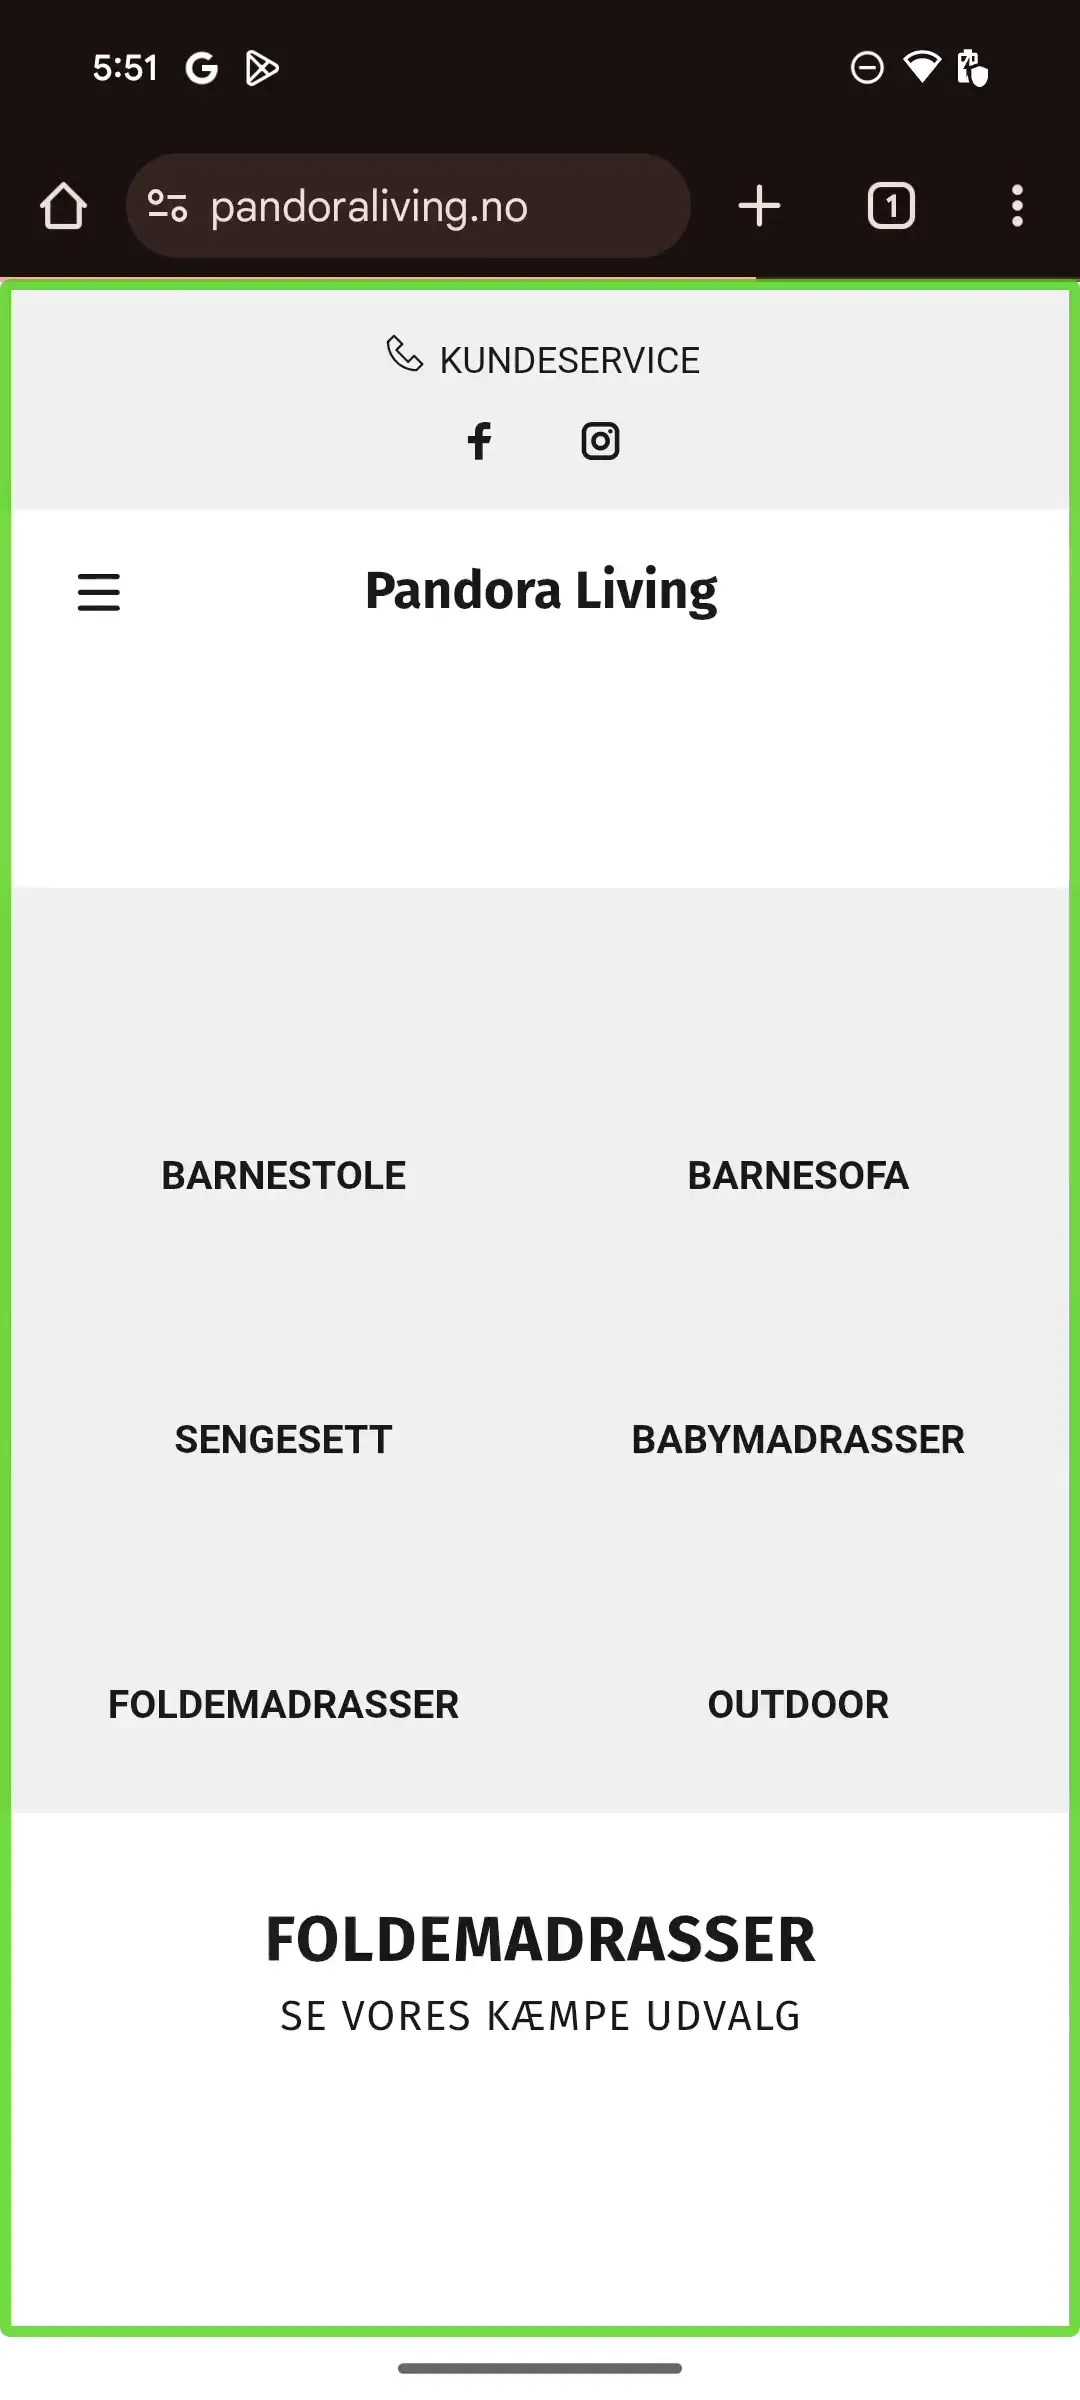 5:51
pandoraliving.no
1
KUNDESERVICE
Pandora Living
BARNESTOLE
BARNESOFA
SENGESETT
BABYMADRASSER
FOLDEMADRASSER
OUTDOOR
FOLDEMADRASSER
SE VORES KÆMPE UDVALG